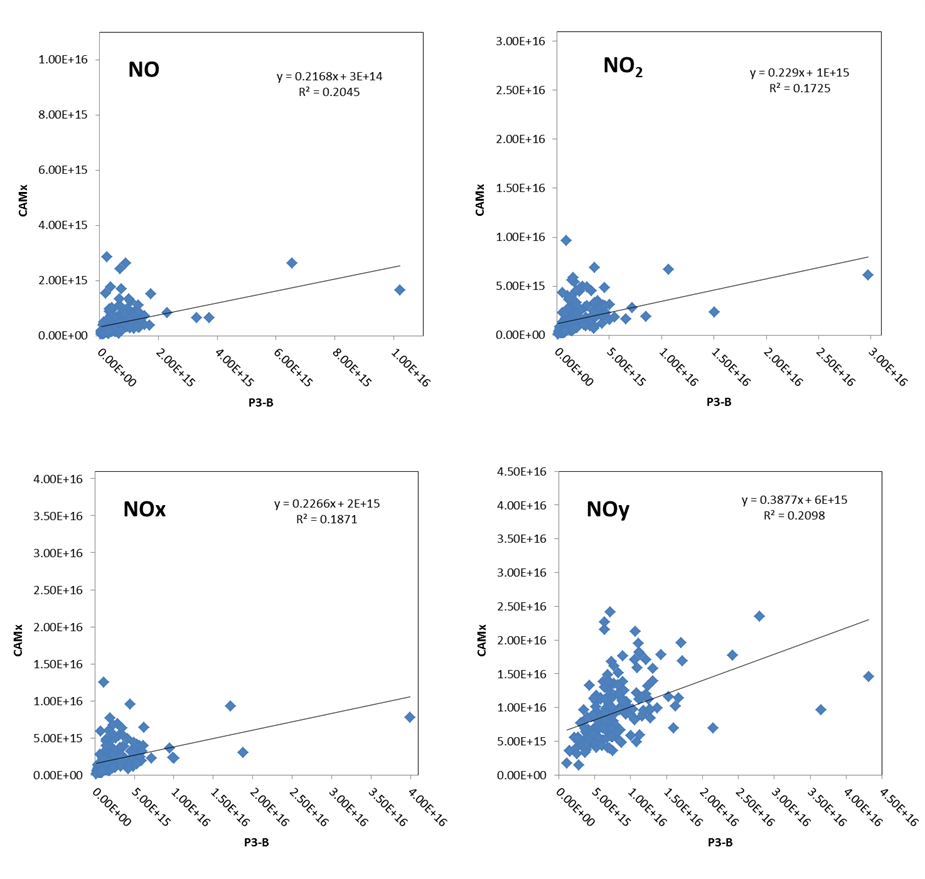 NO
y = 0.2168x + 3E+14
R² = 0.2045
1.00E+16
8.00E+15
6.00E+15
4.00E+15
2.00E+15
0.00E+00
CAMx
0.00E+00
2.00E+15
4.00E+15
6.00E+15
8.00E+15
1.00E+16
P3-B
NO₂
y = 0.229x + 1E+15
R² = 0.1725
3.00E+16
2.50E+16
2.00E+16
1.50E+16
1.00E+16
5.00E+15
0.00E+00
CAMx
0.00E+00
5.00E+15
1.00E+16
1.50E+16
2.00E+16
2.50E+16
3.00E+16
P3-B
NOx
y = 0.2266x + 2E+15
R² = 0.1871
4.00E+16
3.50E+16
3.00E+16
2.50E+16
2.00E+16
1.50E+16
1.00E+16
5.00E+15
0.00E+00
CAMx
0.00E+00
5.00E+15
1.00E+16
1.50E+16
2.00E+16
2.50E+16
3.00E+16
3.50E+16
4.00E+16
P3-B
NOy
y = 0.3877x + 6E+15
R² = 0.2098
4.50E+16
4.00E+16
3.50E+16
3.00E+16
2.50E+16
2.00E+16
1.50E+16
1.00E+16
5.00E+15
0.00E+00
CAMx
0.00E+00
5.00E+15
1.00E+16
1.50E+16
2.00E+16
2.50E+16
3.00E+16
3.50E+16
4.00E+16
4.50E+16
P3-B